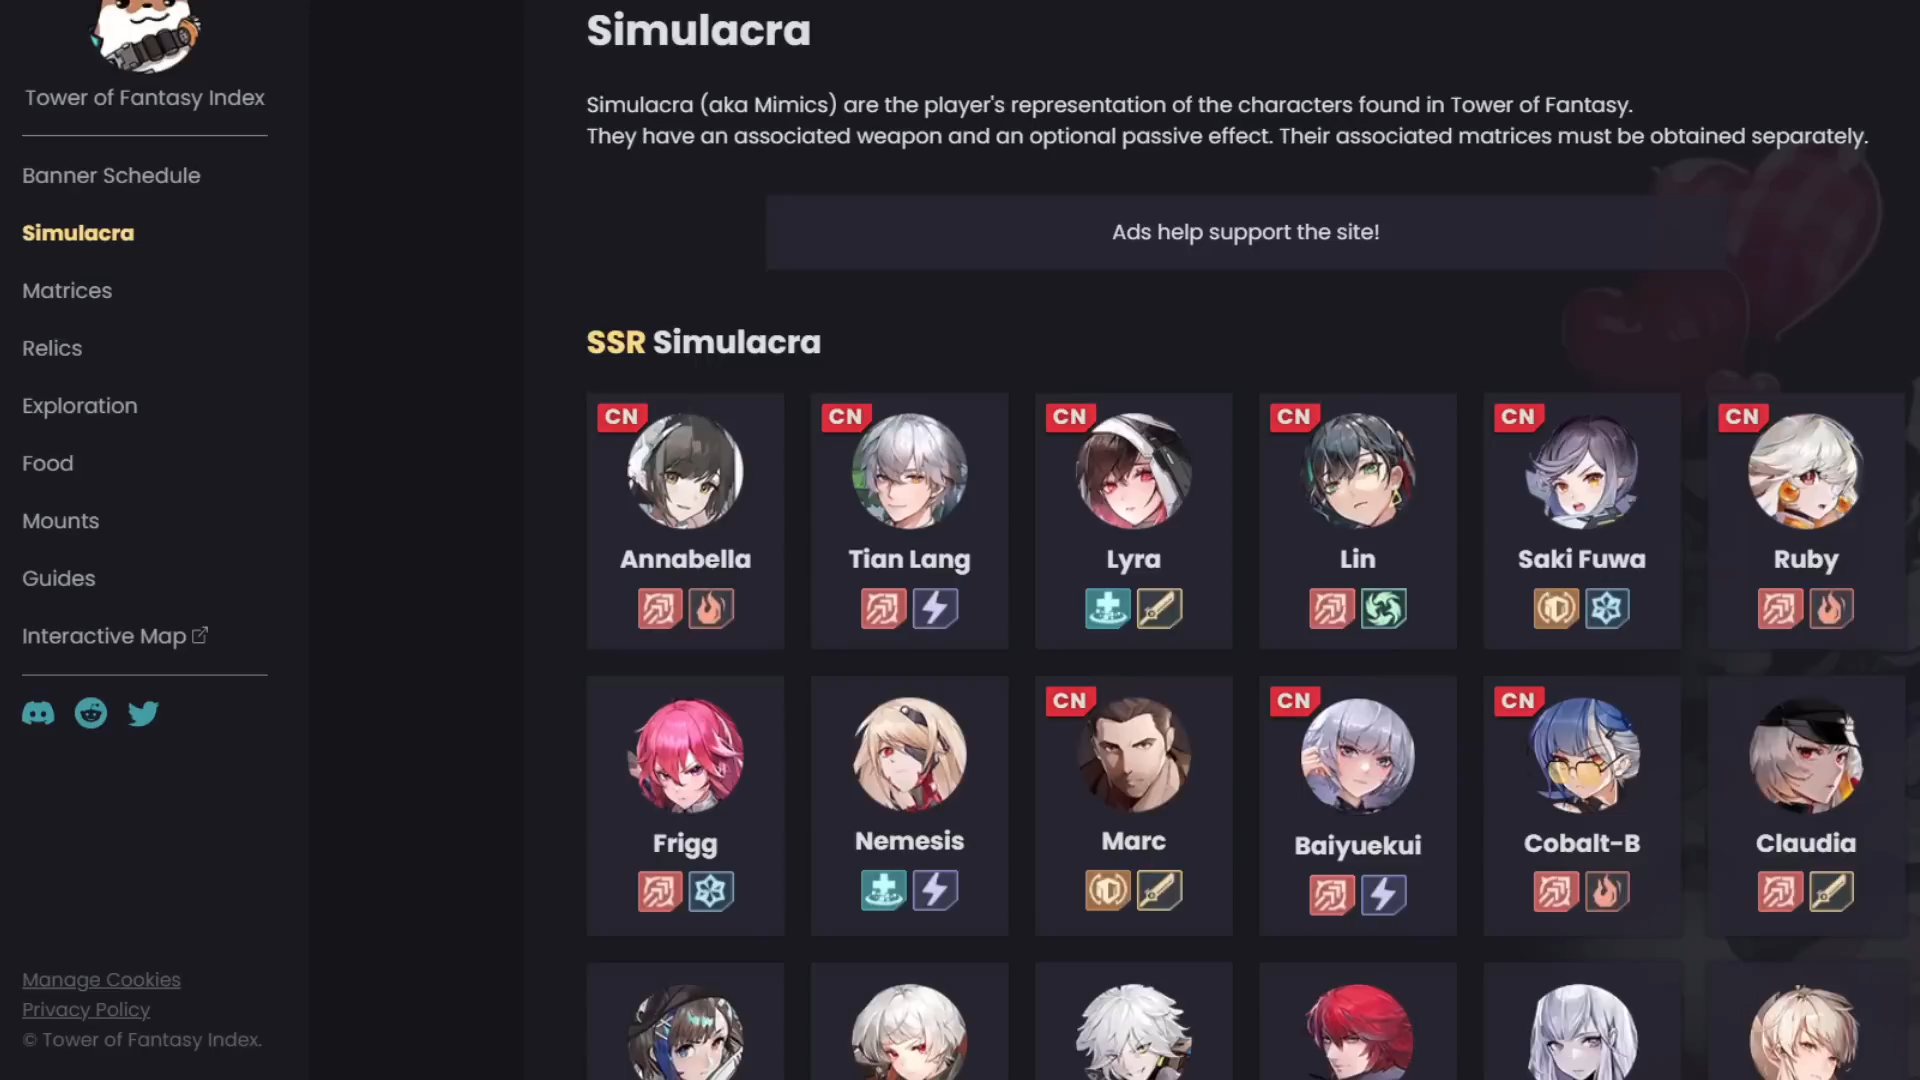 Tower of Fantasy Index
Banner Schedule
Simulacra
Matrices
Relics
Exploration
Food
Mounts
Guides
Interactive Map
Manage Cookies
Privacy Policy
© Tower of Fantasy Index.
Simulacra
Simulacra (aka Mimics) are the player's representation of the characters found in Tower of Fantasy.
They have an associated weapon and an optional passive effect. Their associated matrices must be obtained separately.
Ads help support the site!
SSR Simulacra
CN CN CN CN CN CN
Annabella Tian Lang Lyra Lin Saki Fuwa Ruby
CN CN CN
Frigg Nemesis Marc Baiyuekui Cobalt-B Claudia